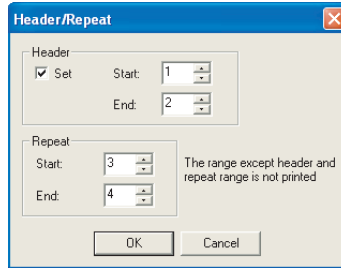 Header/Repeat
Header
Set
Start: 1
End: 2
Repeat
Start: 3
End: 4
The range except header and
repeat range is not printed
OK
Cancel